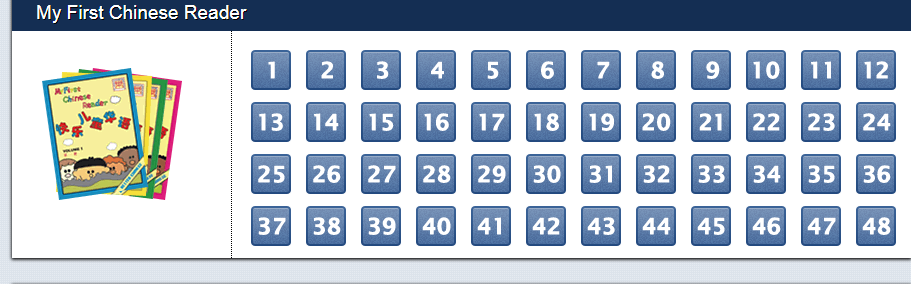 My First Chinese Reader
My First
Chinese
Reader
快乐儿童学华语
VOLUME 1
1 2 3 4 5 6 7 8 9 10 11 12
13 14 15 16 17 18 19 20 21 22 23 24
25 26 27 28 29 30 31 32 33 34 35 36
37 38 39 40 41 42 43 44 45 46 47 48